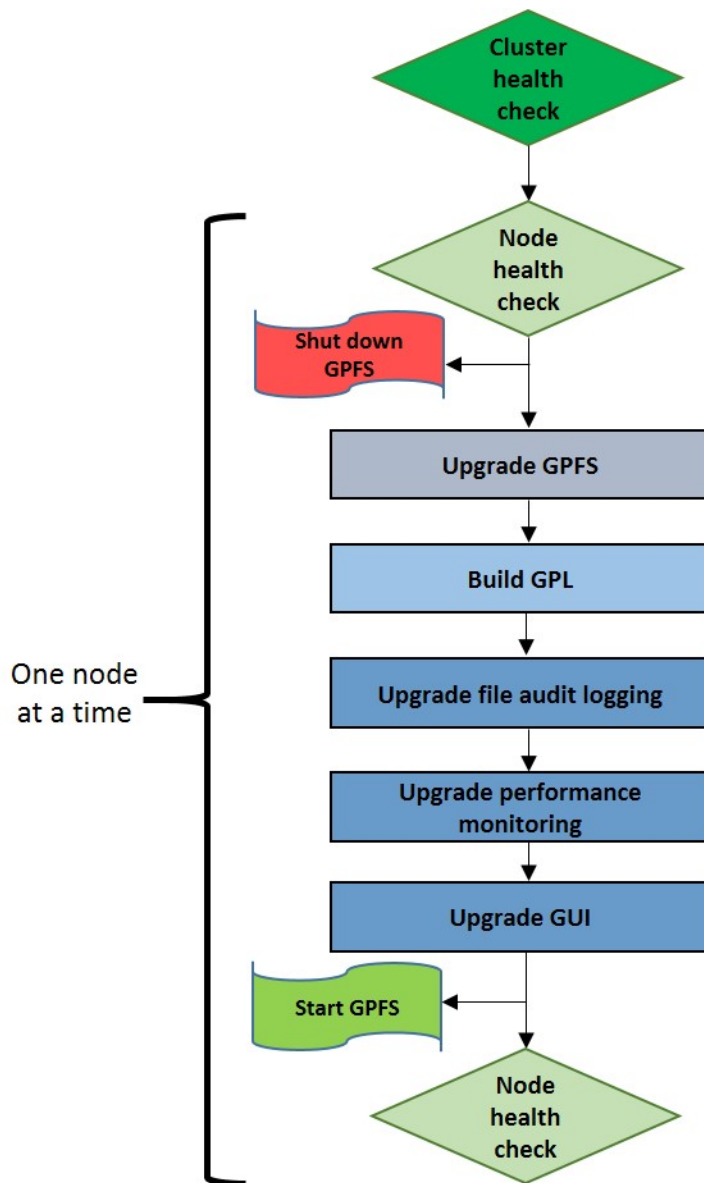 Cluster
health
check
Node
health
check
Shut down
GPFS
Upgrade GPFS
Build GPL
One node
at a time
Upgrade file audit logging
Upgrade performance
monitoring
Upgrade GUI
Start GPFS
Node
health
check